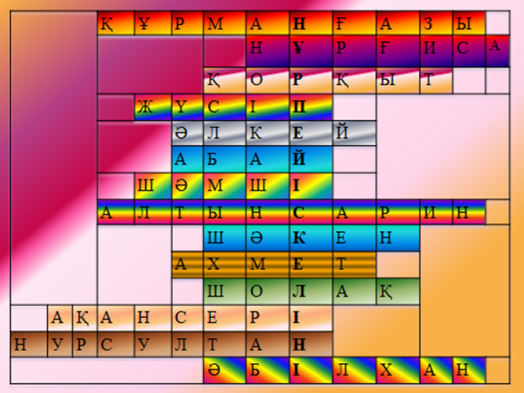 ҚҰРМАНҒАЗЫ
НҰРҒИСА
ҚОРҚЫТ
ЖҮСІП
ӘЛКЕЙ
АБАЙ
ШӘМШІ
АЛТЫНСАРИН
ШӘКЕН
АХМЕТ
ШОЛАҚ
АҚАНСЕРІ
НУРСУЛТАН
ӘБІЛХАН